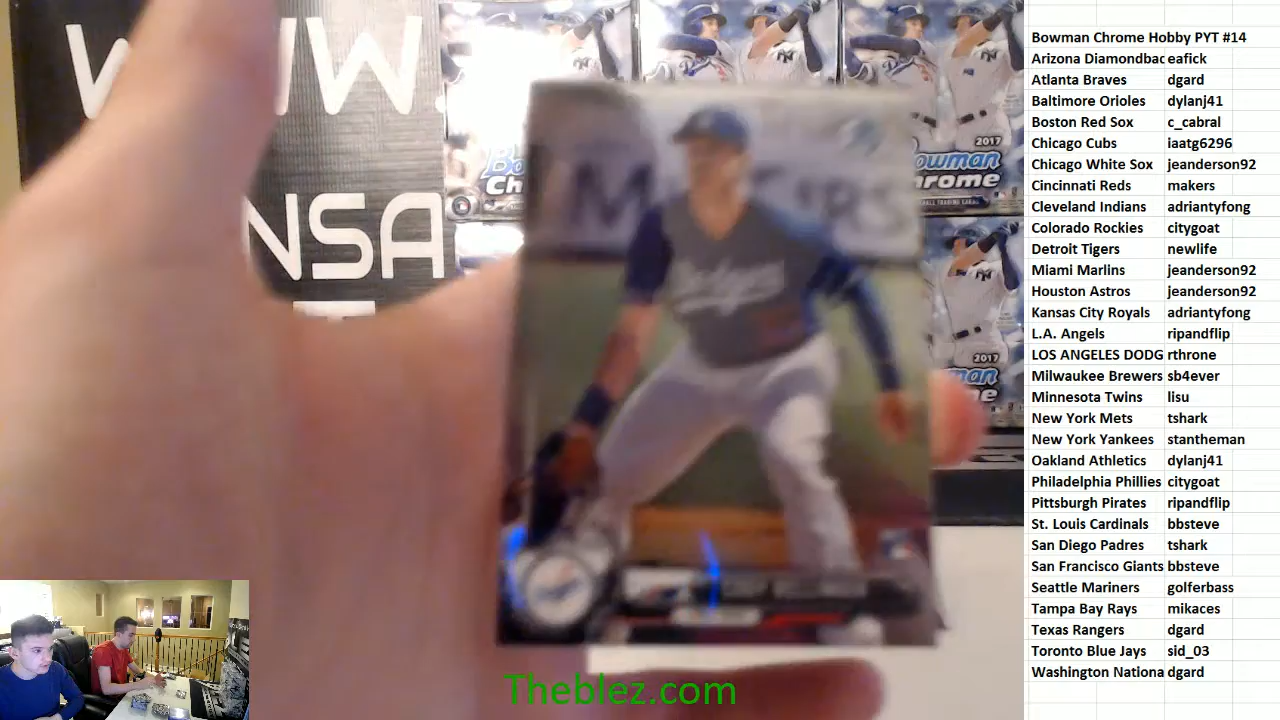 WWW
NSA
2017
Bowman
Chrome
2017
MAKERS
Dodgers
Theblez.com
Bowman Chrome Hobby PYT #14
Arizona Diamondbac eafick
Atlanta Braves dgard
Baltimore Orioles dylanj41
Boston Red Sox c_cabral
Chicago Cubs iaatg6296
Chicago White Sox jeanderson92
Cincinnati Reds makers
Cleveland Indians adriantyfong
Colorado Rockies citygoat
Detroit Tigers newlife
Miami Marlins jeanderson92
Houston Astros jeanderson92
Kansas City Royals adriantyfong
L.A. Angels ripandflip
LOS ANGELES DODG rthrone
Milwaukee Brewers sb4ever
Minnesota Twins lisu
New York Mets tshark
New York Yankees stantheman
Oakland Athletics dylanj41
Philadelphia Phillies citygoat
Pittsburgh Pirates ripandflip
St. Louis Cardinals bbsteve
San Diego Padres tshark
San Francisco Giants bbsteve
Seattle Mariners golferbass
Tampa Bay Rays mikaces
Texas Rangers dgard
Toronto Blue Jays sid_03
Washington Nationa dgard